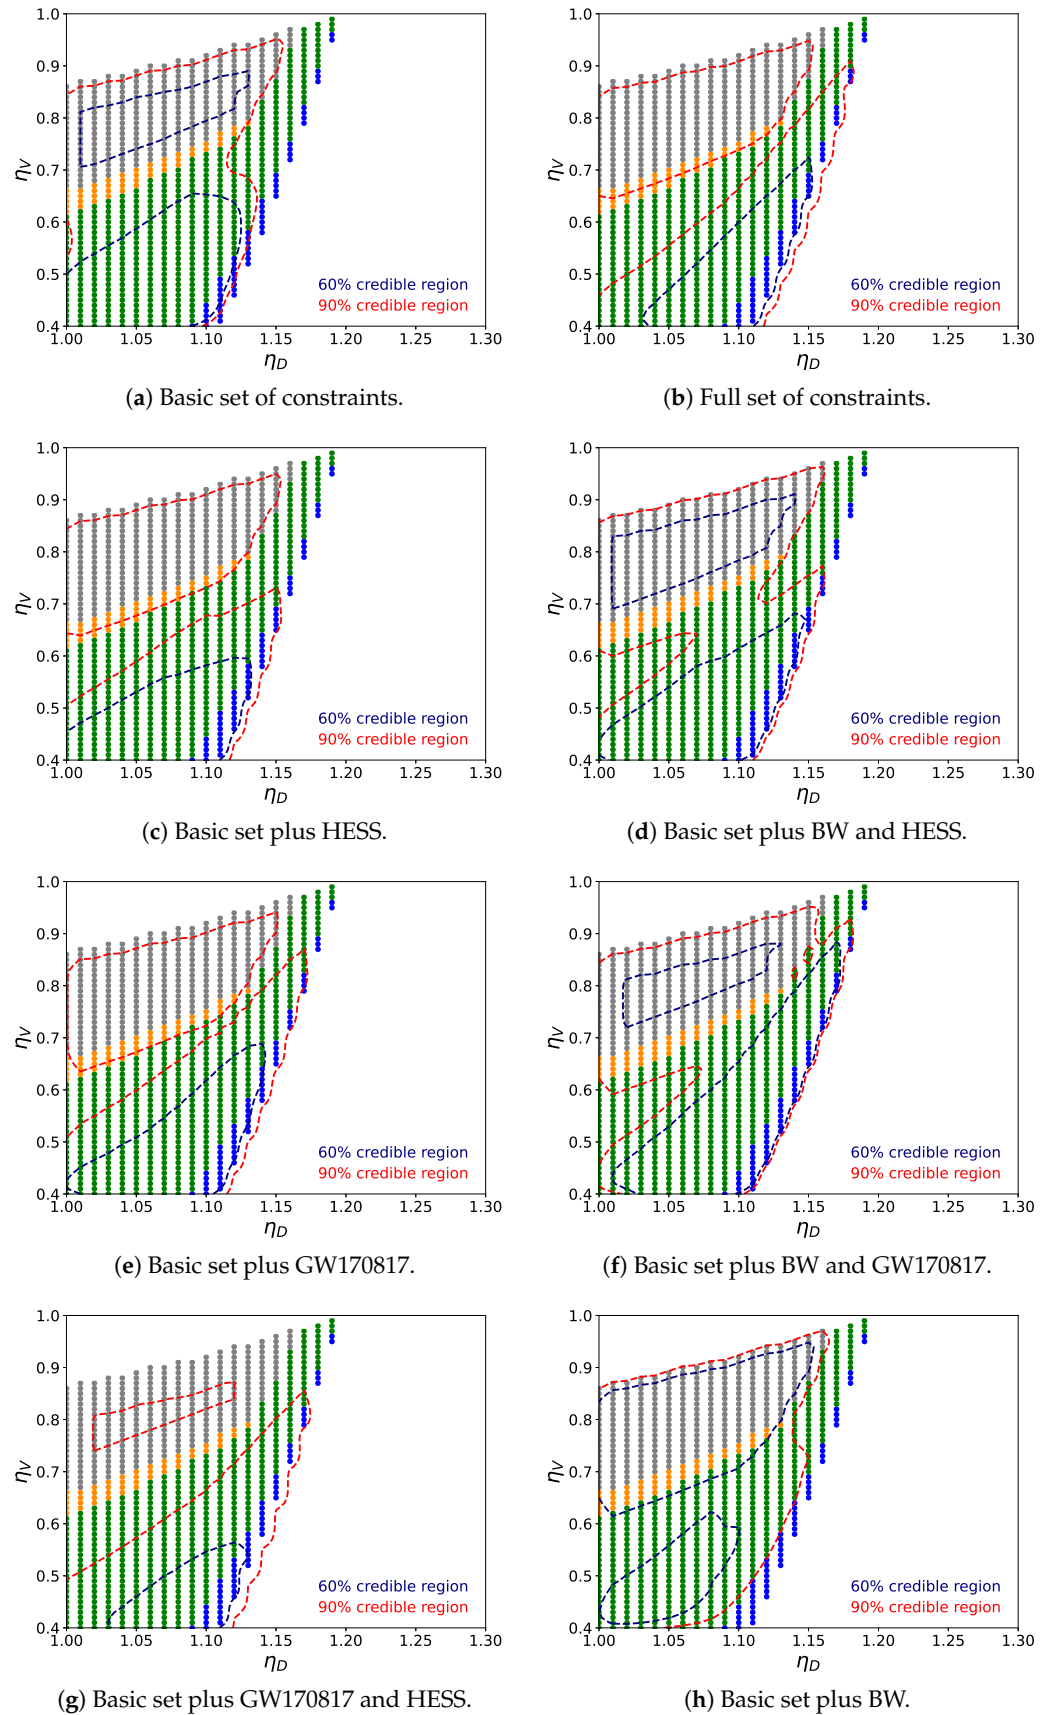 1.0
0.9
0.8
0.7
0.6
0.5
0.4
η_V
60% credible region
90% credible region
1.00 1.05 1.10 1.15 1.20 1.25 1.30
η_D
(a) Basic set of constraints.
1.0
0.9
0.8
0.7
0.6
0.5
0.4
η_V
60% credible region
90% credible region
1.00 1.05 1.10 1.15 1.20 1.25 1.30
η_D
(b) Full set of constraints.
1.0
0.9
0.8
0.7
0.6
0.5
0.4
η_V
60% credible region
90% credible region
1.00 1.05 1.10 1.15 1.20 1.25 1.30
η_D
(c) Basic set plus HESS.
1.0
0.9
0.8
0.7
0.6
0.5
0.4
η_V
60% credible region
90% credible region
1.00 1.05 1.10 1.15 1.20 1.25 1.30
η_D
(d) Basic set plus BW and HESS.
1.0
0.9
0.8
0.7
0.6
0.5
0.4
η_V
60% credible region
90% credible region
1.00 1.05 1.10 1.15 1.20 1.25 1.30
η_D
(e) Basic set plus GW170817.
1.0
0.9
0.8
0.7
0.6
0.5
0.4
η_V
60% credible region
90% credible region
1.00 1.05 1.10 1.15 1.20 1.25 1.30
η_D
(f) Basic set plus BW and GW170817.
1.0
0.9
0.8
0.7
0.6
0.5
0.4
η_V
60% credible region
90% credible region
1.00 1.05 1.10 1.15 1.20 1.25 1.30
η_D
(g) Basic set plus GW170817 and HESS.
1.0
0.9
0.8
0.7
0.6
0.5
0.4
η_V
60% credible region
90% credible region
1.00 1.05 1.10 1.15 1.20 1.25 1.30
η_D
(h) Basic set plus BW.